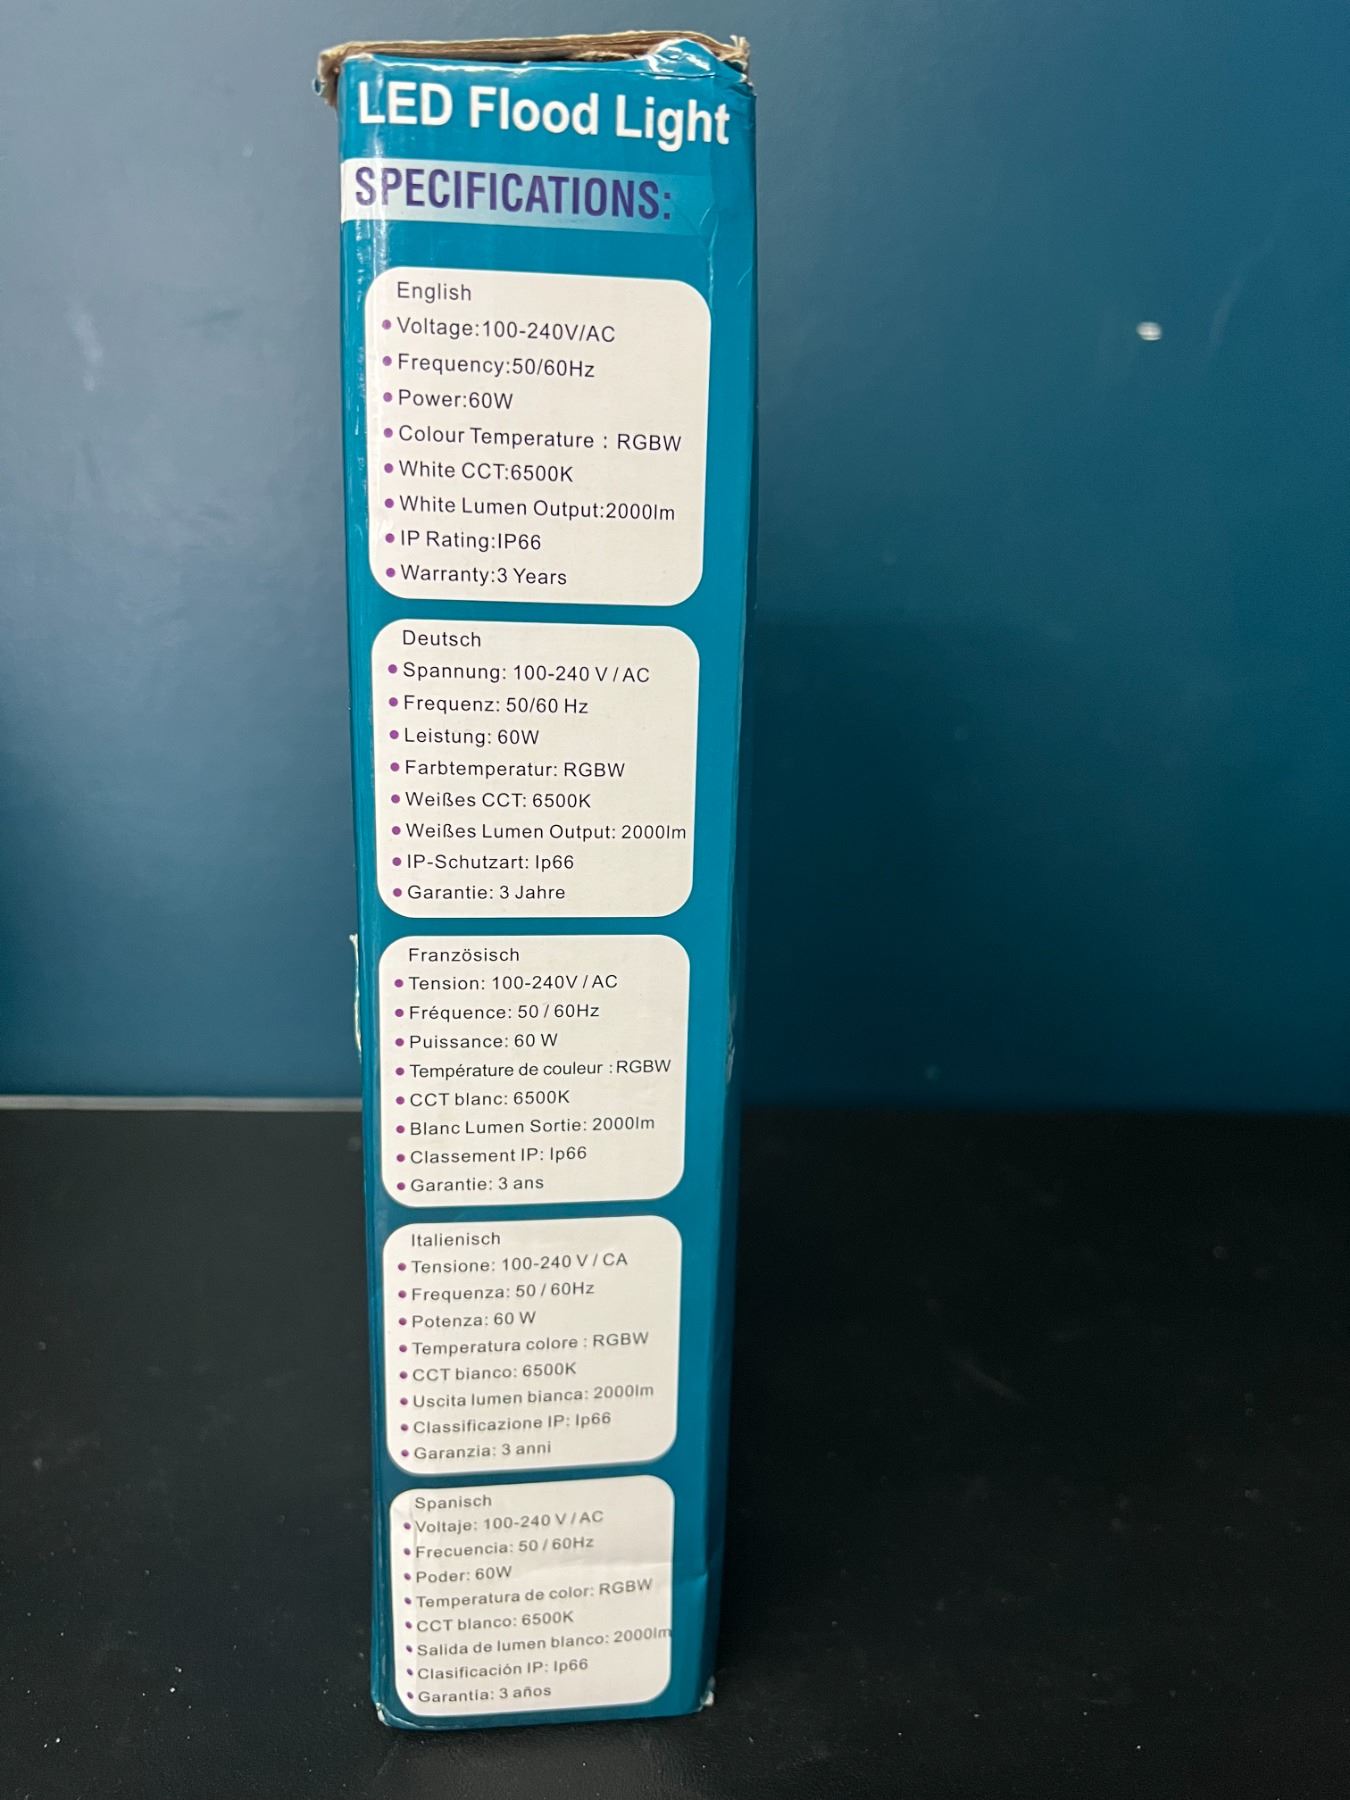 LED Flood Light
SPECIFICATIONS:
English
• Voltage:100-240V/AC
• Frequency:50/60Hz
• Power:60W
• Colour Temperature : RGBW
• White CCT:6500K
• White Lumen Output:2000lm
• IP Rating:IP66
• Warranty:3 Years
Deutsch
• Spannung: 100-240 V / AC
• Frequenz: 50/60 Hz
• Leistung: 60W
• Farbtemperatur: RGBW
• Weißes CCT: 6500K
• Weißes Lumen Output: 2000lm
• IP-Schutzart: Ip66
• Garantie: 3 Jahre
Französisch
• Tension: 100-240V / AC
• Fréquence: 50 / 60Hz
• Puissance: 60 W
• Température de couleur : RGBW
• CCT blanc: 6500K
• Blanc Lumen Sortie: 2000lm
• Classement IP: Ip66
• Garantie: 3 ans
Italienisch
• Tensione: 100-240 V / CA
• Frequenza: 50 / 60Hz
• Potenza: 60 W
• Temperatura colore : RGBW
• CCT bianco: 6500K
• Uscita lumen bianca: 2000lm
• Classificazione IP: Ip66
• Garanzia: 3 anni
Spanisch
• Voltaje: 100-240 V / AC
• Frecuencia: 50 / 60Hz
• Poder: 60W
• Temperatura de color: RGBW
• CCT blanco: 6500K
• Salida de lumen blanco: 2000lm
• Clasificación IP: Ip66
• Garantía: 3 años